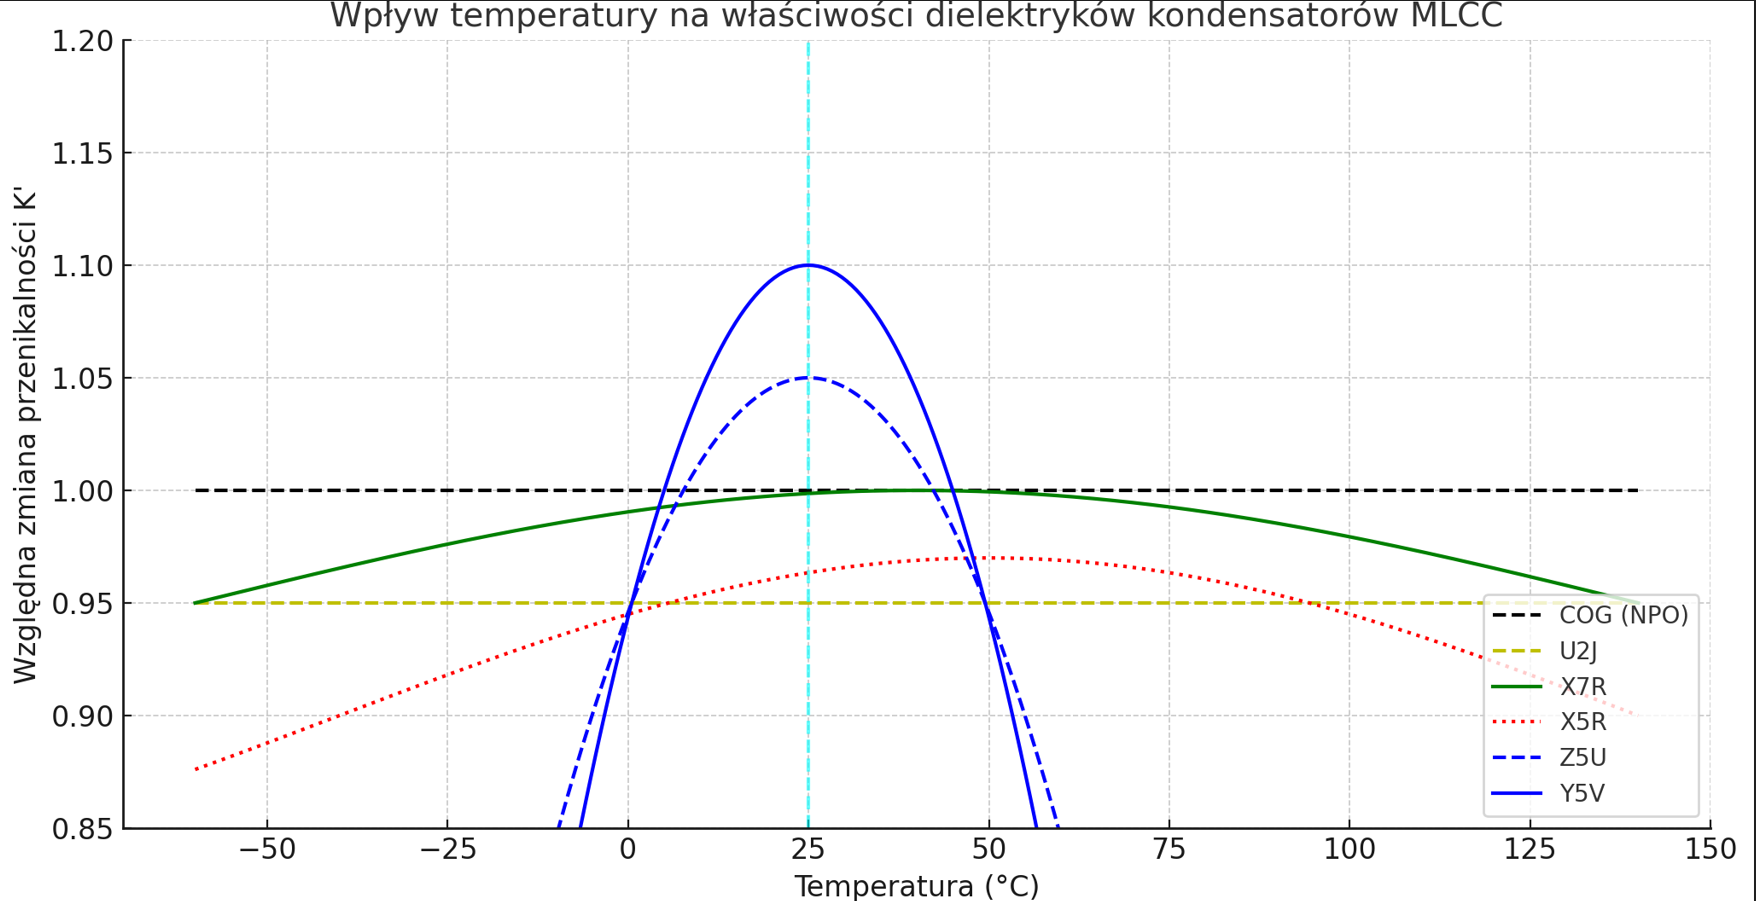 Wpływ temperatury na właściwości dielektryków kondensatorów MLCC
1.20
1.15
1.10
1.05
1.00
0.95
0.90
0.85
Względna zmiana przenikalności K'
COG (NPO)
U2J
X7R
X5R
Z5U
Y5V
−50
−25
0
25
50
75
100
125
150
Temperatura (°C)